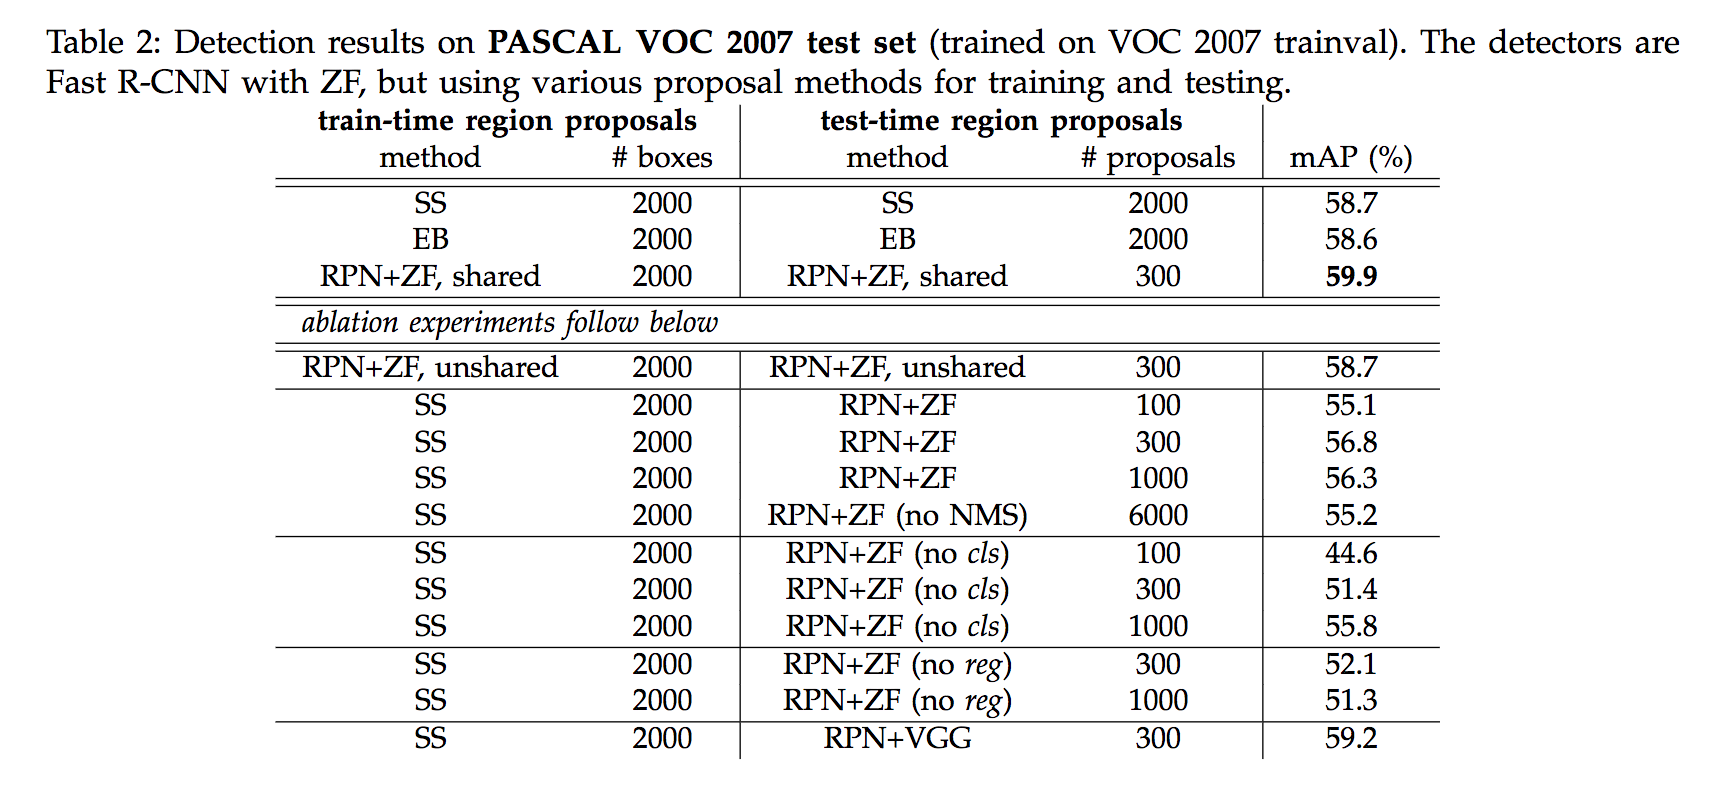 Table 2: Detection results on PASCAL VOC 2007 test set (trained on VOC 2007 trainval). The detectors are
Fast R-CNN with ZF, but using various proposal methods for training and testing.
train-time region proposals test-time region proposals
method # boxes method # proposals mAP (%)
SS 2000 SS 2000 58.7
EB 2000 EB 2000 58.6
RPN+ZF, shared 2000 RPN+ZF, shared 300 59.9
ablation experiments follow below
RPN+ZF, unshared 2000 RPN+ZF, unshared 300 58.7
SS 2000 RPN+ZF 100 55.1
SS 2000 RPN+ZF 300 56.8
SS 2000 RPN+ZF 1000 56.3
SS 2000 RPN+ZF (no NMS) 6000 55.2
SS 2000 RPN+ZF (no cls) 100 44.6
SS 2000 RPN+ZF (no cls) 300 51.4
SS 2000 RPN+ZF (no cls) 1000 55.8
SS 2000 RPN+ZF (no reg) 300 52.1
SS 2000 RPN+ZF (no reg) 1000 51.3
SS 2000 RPN+VGG 300 59.2